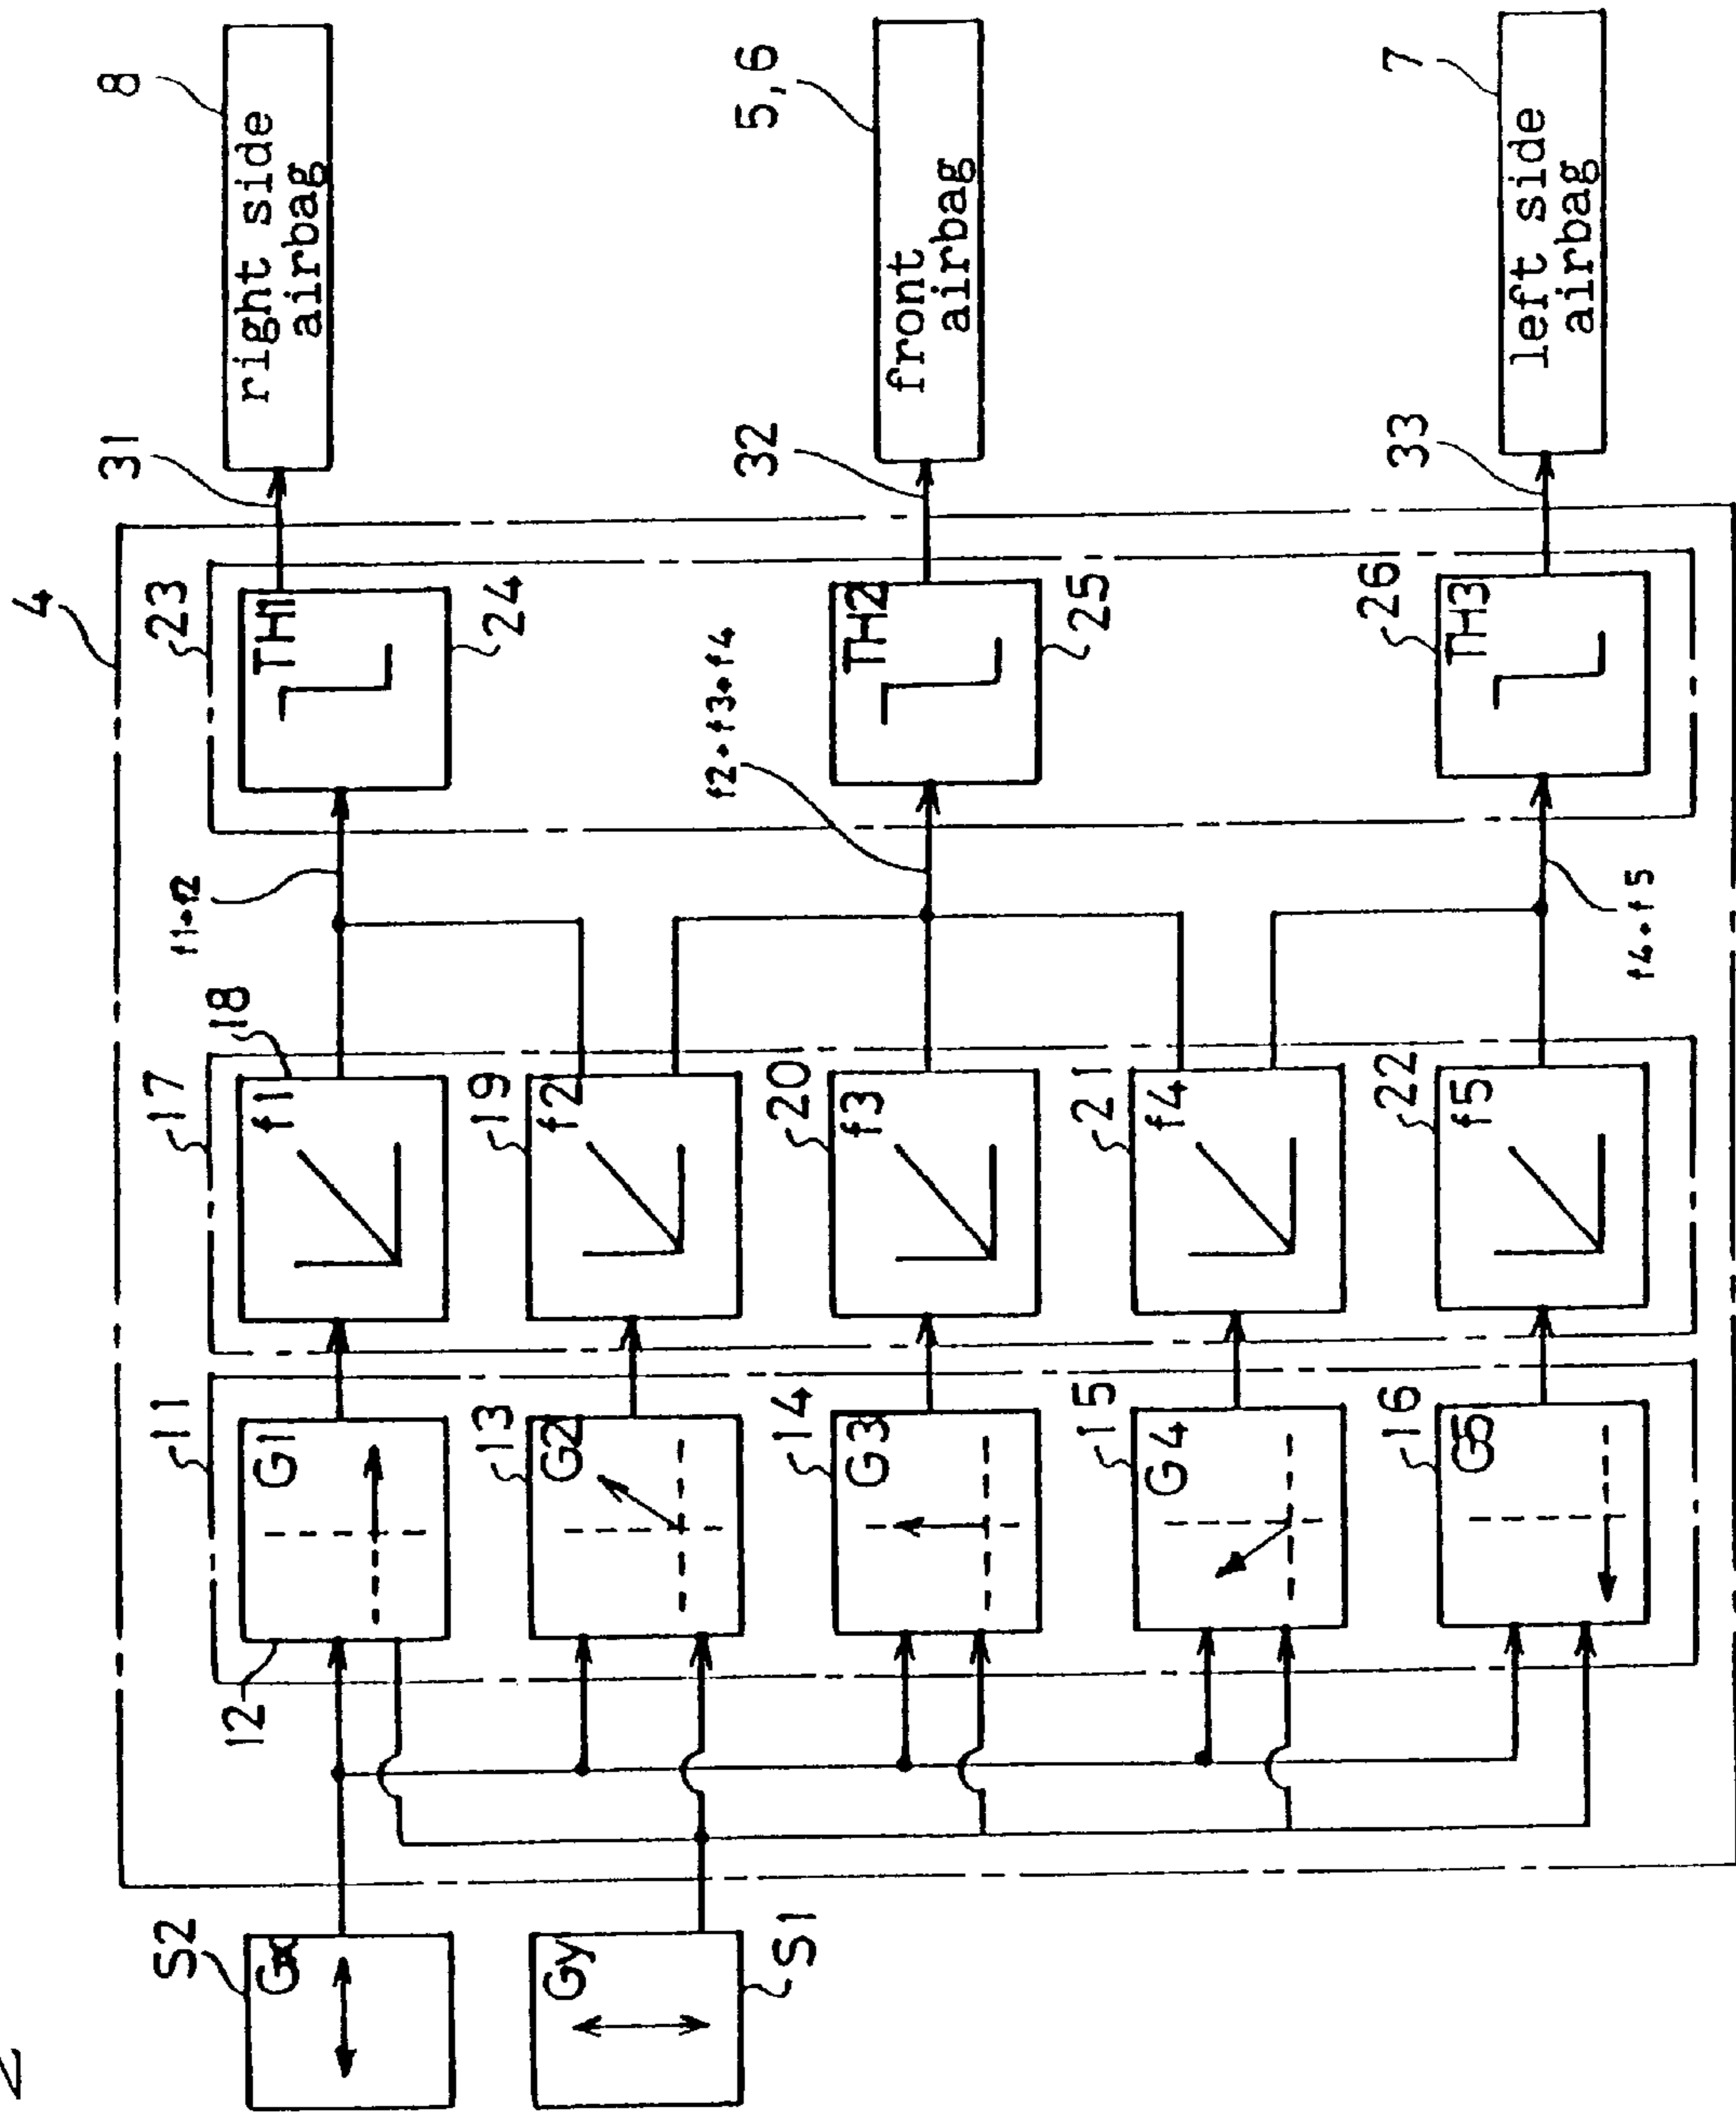 2
4
S2
Gx
Gy
S1
11
12
G1
13
G2
14
G3
15
G4
16
G5
17
18
f1
19
f2
20
f3
21
f4
22
f5
f1+f2
f2+f3+f4
f4+f5
23
TH1
24
TH2
25
26
TH3
31
32
33
8
right side
airbag
5,6
front
airbag
7
left side
airbag